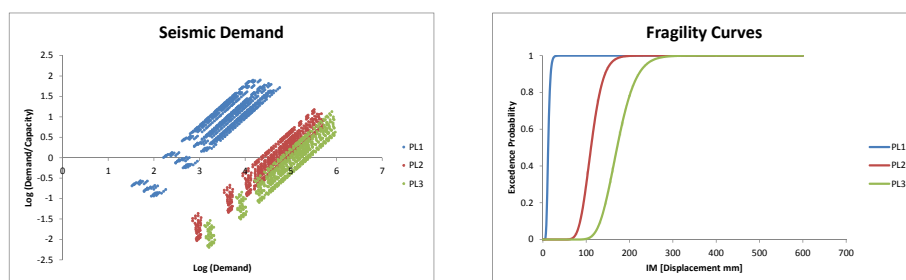 Seismic Demand
2.5
2
1.5
1
0.5
0
-0.5
-1
-1.5
-2
-2.5
0 1 2 3 4 5 6 7
Log (Demand/Capacity)
Log (Demand)
PL1
PL2
PL3
Fragility Curves
1
0.8
0.6
0.4
0.2
0
0 100 200 300 400 500 600 700
Excedence Probability
IM [Displacement mm]
PL1
PL2
PL3